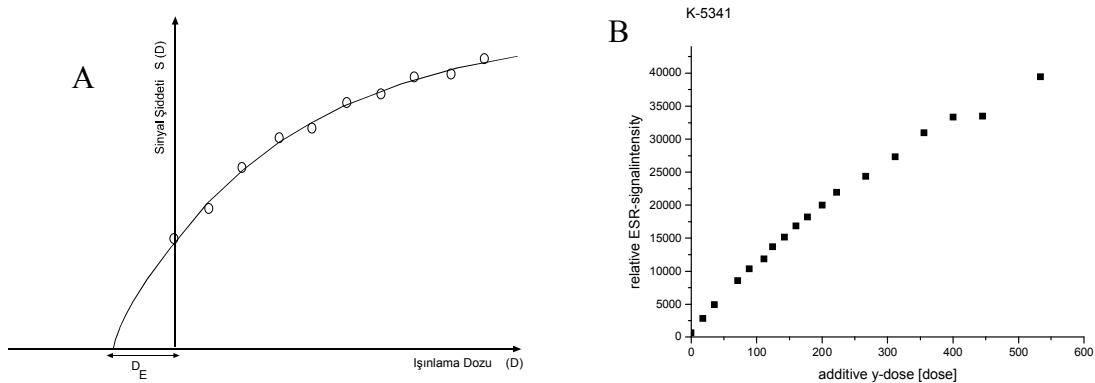 A
Sinyal Şiddeti S (D)
D
E
Işınlama Dozu (D)
B
K-5341
relative ESR-signalintensity
40000
35000
30000
25000
20000
15000
10000
5000
0
0 100 200 300 400 500 600
additive y-dose [dose]